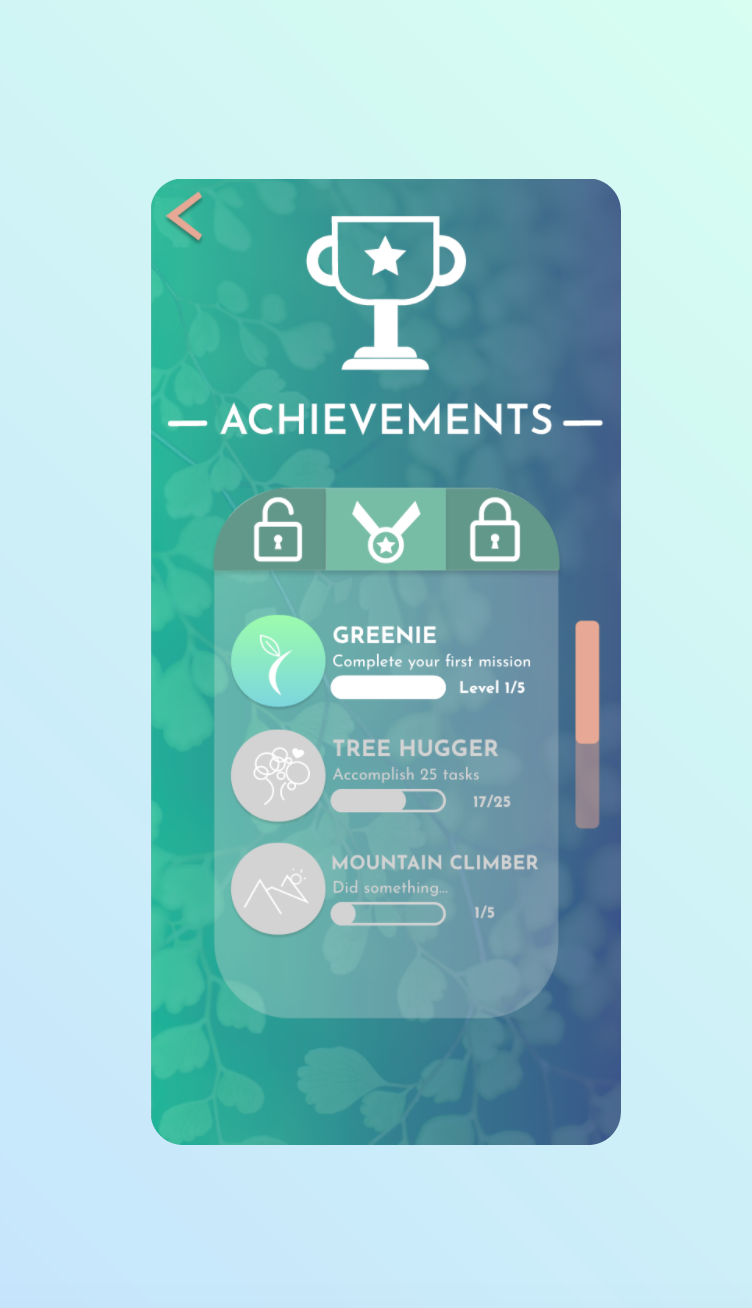 ACHIEVEMENTS
GREENIE
Complete your first mission
Level 1/5
TREE HUGGER
Accomplish 25 tasks
17/25
MOUNTAIN CLIMBER
Did something...
1/5